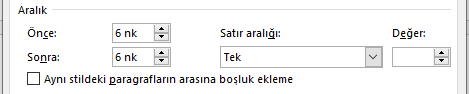 Aralık
Önce: 6 nk Satır aralığı: Değer:
Sonra: 6 nk Tek
Aynı stildeki paragrafların arasına boşluk ekleme